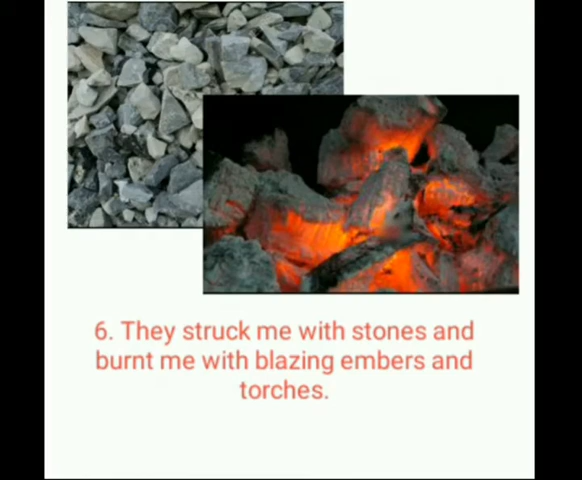 6. They struck me with stones and
burnt me with blazing embers and
torches.